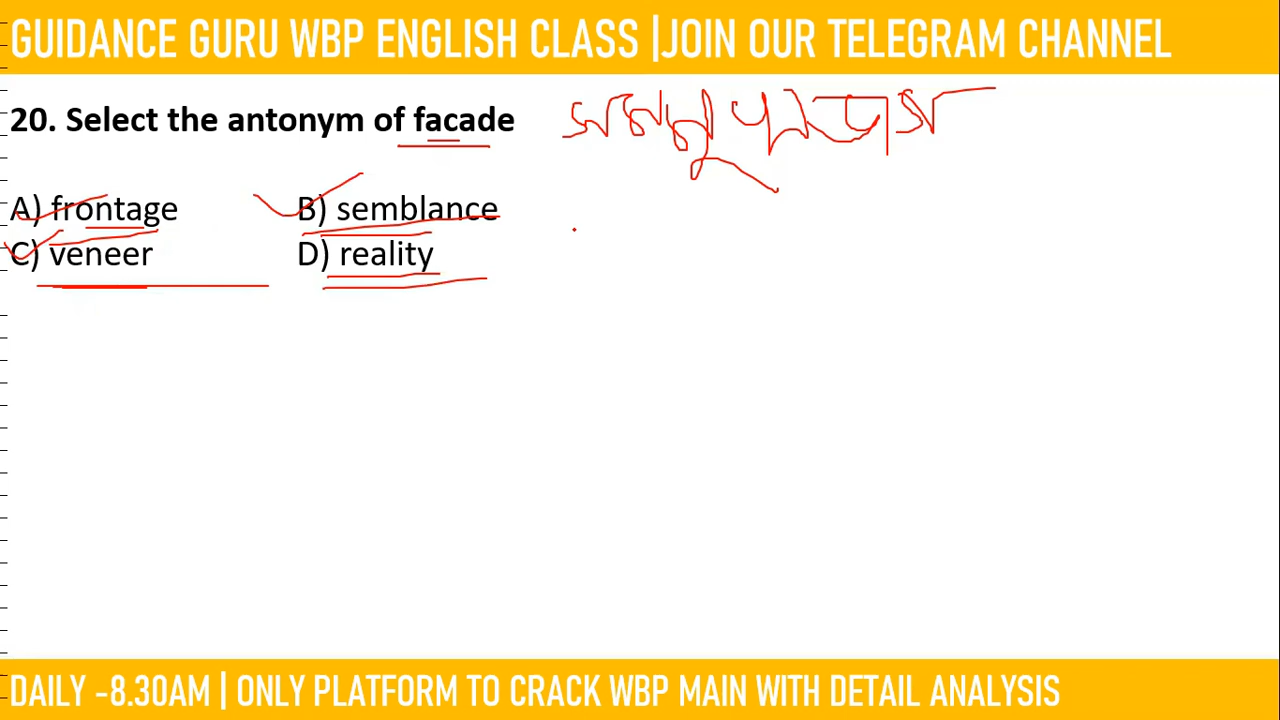 GUIDANCE GURU WBP ENGLISH CLASS |JOIN OUR TELEGRAM CHANNEL
20. Select the antonym of facade
A) frontage B) semblance
C) veneer D) reality
DAILY -8.30AM | ONLY PLATFORM TO CRACK WBP MAIN WITH DETAIL ANALYSIS